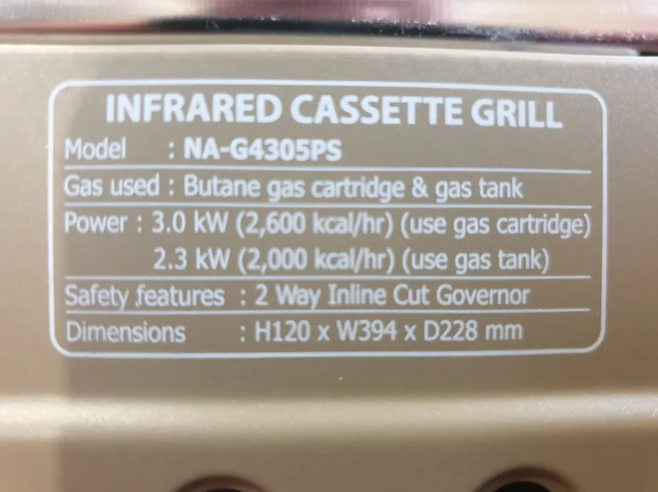 INFRARED CASSETTE GRILL
Model : NA-G4305PS
Gas used : Butane gas cartridge & gas tank
Power : 3.0 kW (2,600 kcal/hr) (use gas cartridge)
2.3 kW (2,000 kcal/hr) (use gas tank)
Safety features : 2 Way Inline Cut Governor
Dimensions : H120 x W394 x D228 mm